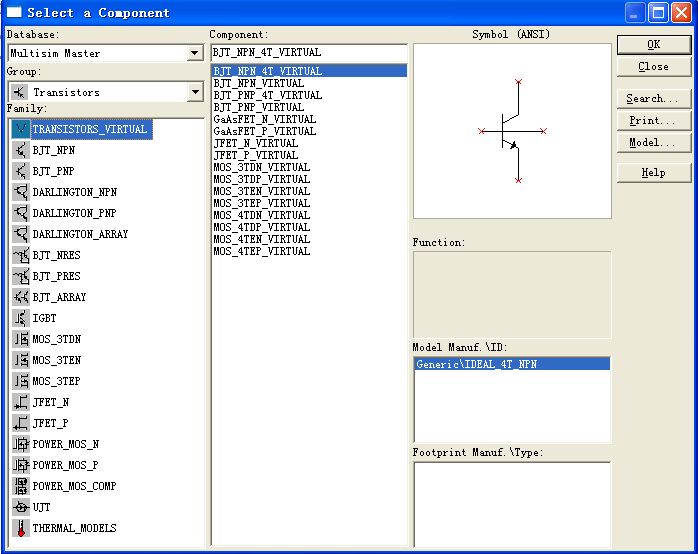 Select a Component
Database:
Multisim Master
Group:
Transistors
Family:
TRANSISTORS_VIRTUAL
BJT_NPN
BJT_PNP
DARLINGTON_NPN
DARLINGTON_PNP
DARLINGTON_ARRAY
BJT_NRES
BJT_PRES
BJT_ARRAY
IGBT
MOS_3TDN
MOS_3TEN
MOS_3TEP
JFET_N
JFET_P
POWER_MOS_N
POWER_MOS_P
POWER_MOS_COMP
UJT
THERMAL_MODELS
Component:
BJT_NPN_4T_VIRTUAL
BJT_NPN_4T_VIRTUAL
BJT_NPN_VIRTUAL
BJT_PNP_4T_VIRTUAL
BJT_PNP_VIRTUAL
GaAsFET_N_VIRTUAL
GaAsFET_P_VIRTUAL
JFET_N_VIRTUAL
JFET_P_VIRTUAL
MOS_3TDN_VIRTUAL
MOS_3TDP_VIRTUAL
MOS_3TEN_VIRTUAL
MOS_3TEP_VIRTUAL
MOS_4TDN_VIRTUAL
MOS_4TDP_VIRTUAL
MOS_4TEN_VIRTUAL
MOS_4TEP_VIRTUAL
Symbol (ANSI)
Function:
Model Manuf.\ID:
Generic\IDEAL_4T_NPN
Footprint Manuf.\Type:
OK
Close
Search...
Print...
Model...
Help